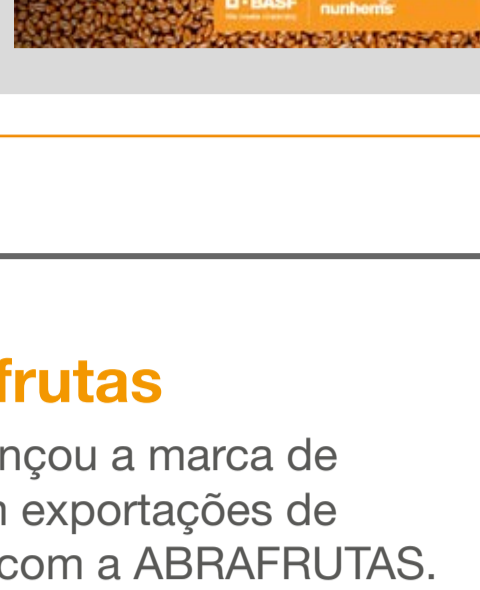 BASF nunhems
frutas
nçou a marca de
exportações de
com a ABRAFRUTAS.